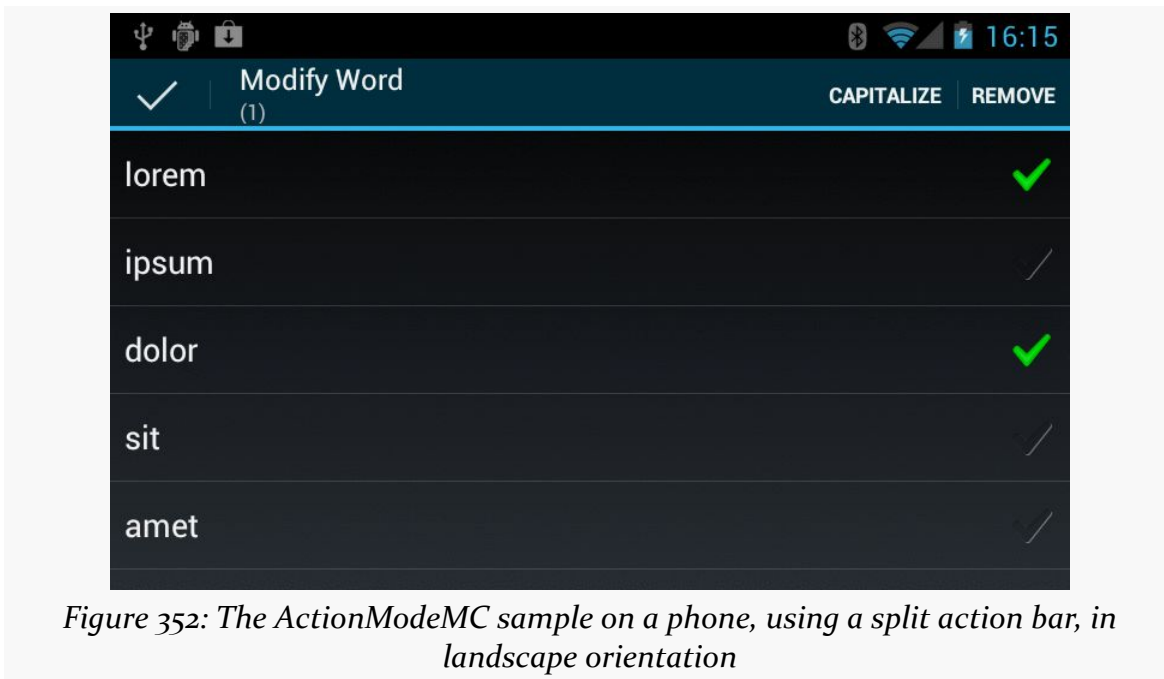 16:15
Modify Word
(1)
CAPITALIZE
REMOVE
lorem
ipsum
dolor
sit
amet
Figure 352: The ActionModeMC sample on a phone, using a split action bar, in
landscape orientation